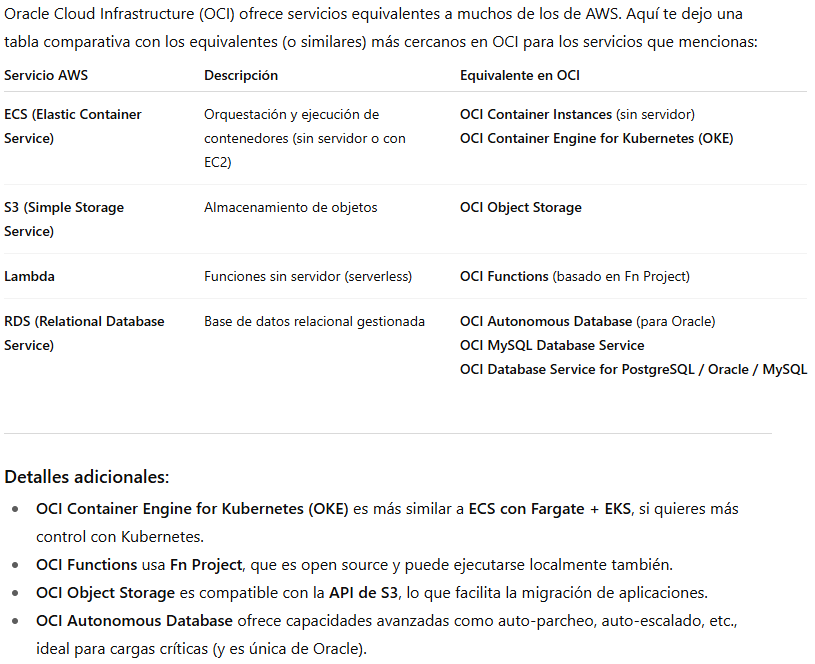 Oracle Cloud Infrastructure (OCI) ofrece servicios equivalentes a muchos de los de AWS. Aquí te dejo una
tabla comparativa con los equivalentes (o similares) más cercanos en OCI para los servicios que mencionas:
Servicio AWS Descripción Equivalente en OCI
ECS (Elastic Container Orquestación y ejecución de OCI Container Instances (sin servidor)
Service) contenedores (sin servidor o con OCI Container Engine for Kubernetes (OKE)
EC2)
S3 (Simple Storage Almacenamiento de objetos OCI Object Storage
Service)
Lambda Funciones sin servidor (serverless) OCI Functions (basado en Fn Project)
RDS (Relational Database Base de datos relacional gestionada OCI Autonomous Database (para Oracle)
Service) OCI MySQL Database Service
OCI Database Service for PostgreSQL / Oracle / MySQL
Detalles adicionales:
• OCI Container Engine for Kubernetes (OKE) es más similar a ECS con Fargate + EKS, si quieres más
control con Kubernetes.
• OCI Functions usa Fn Project, que es open source y puede ejecutarse localmente también.
• OCI Object Storage es compatible con la API de S3, lo que facilita la migración de aplicaciones.
• OCI Autonomous Database ofrece capacidades avanzadas como auto-parcheo, auto-escalado, etc.,
ideal para cargas críticas (y es única de Oracle).